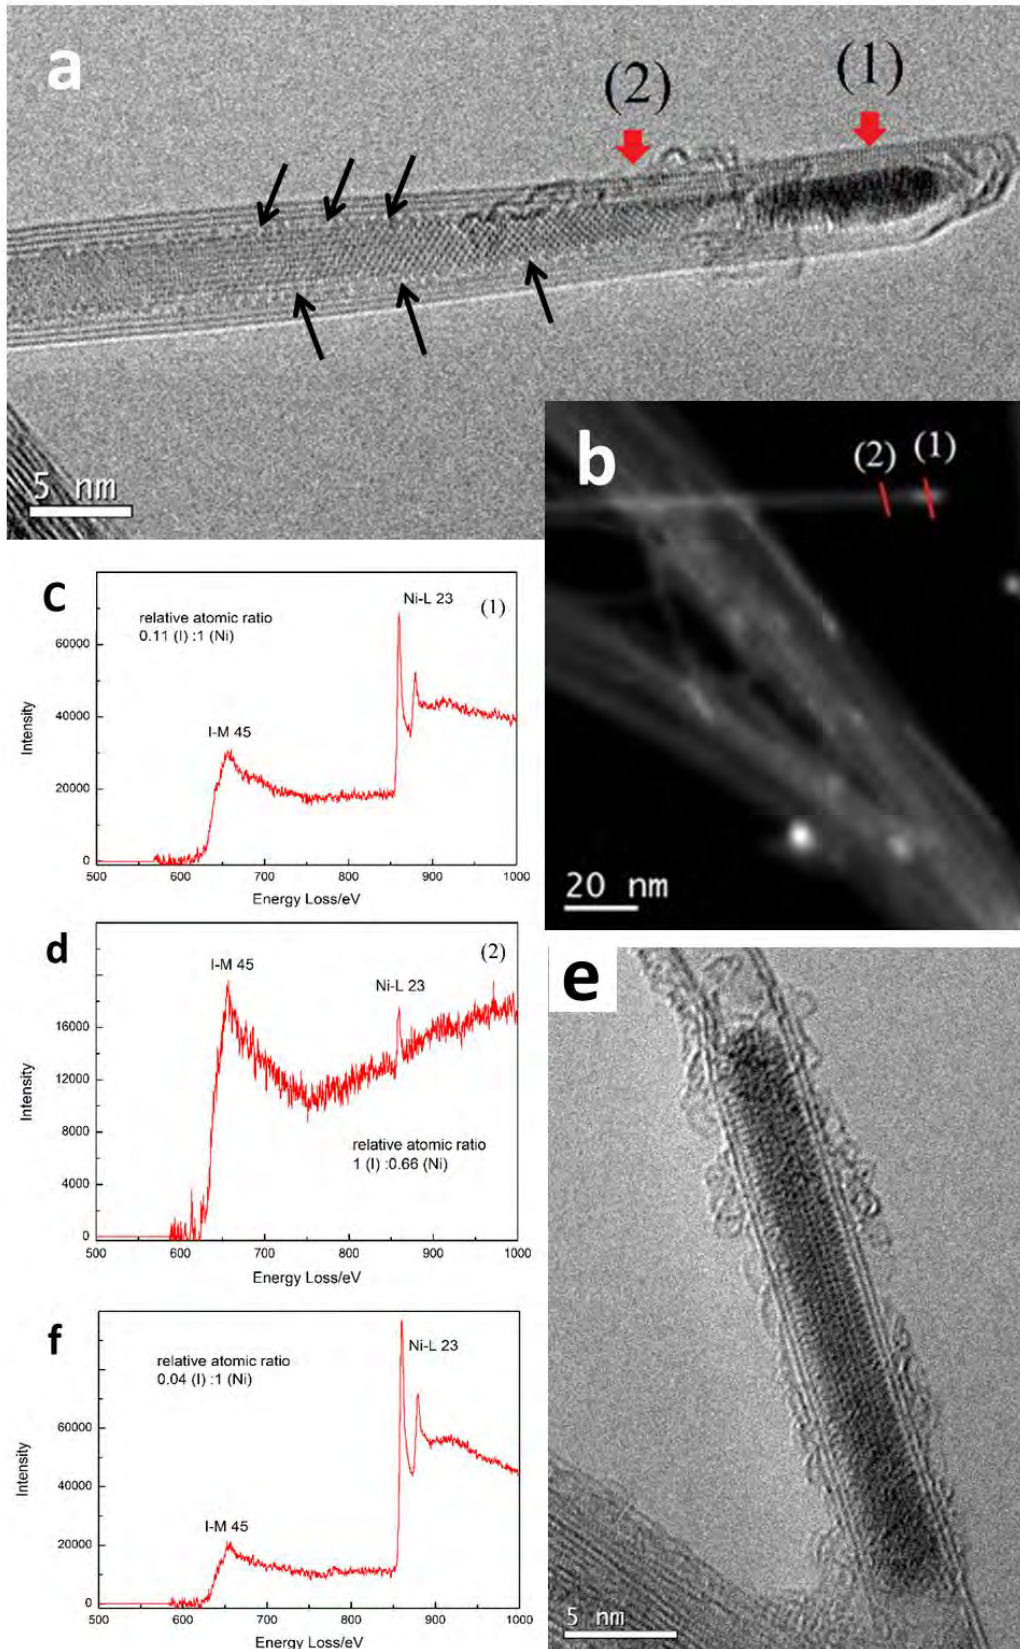 a
(2)
(1)
5 nm
b
(2)
(1)
20 nm
c
relative atomic ratio
0.11 (I) :1 (Ni)
(1)
Ni-L 23
I-M 45
Intensity
60000
40000
20000
0
500 600 700 800 900 1000
Energy Loss/eV
d
(2)
I-M 45
Ni-L 23
relative atomic ratio
1 (I) :0.66 (Ni)
Intensity
16000
12000
8000
4000
0
500 600 700 800 900 1000
Energy Loss/eV
e
5 nm
f
relative atomic ratio
0.04 (I) :1 (Ni)
Ni-L 23
I-M 45
Intensity
60000
40000
20000
0
500 600 700 800 900 1000
Energy Loss/eV